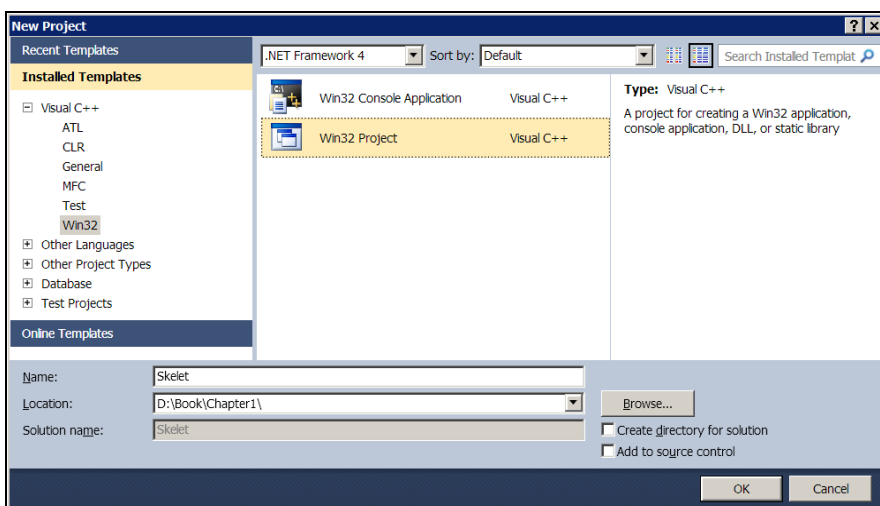 New Project
Recent Templates
.NET Framework 4 Sort by: Default Search Installed Templat
Installed Templates
Visual C++
ATL
CLR
General
MFC
Test
Win32
Other Languages
Other Project Types
Database
Test Projects
Online Templates
Win32 Console Application Visual C++
Win32 Project Visual C++
Type: Visual C++
A project for creating a Win32 application,
console application, DLL, or static library
Name: Skelet
Location: D:\Book\Chapter1\ Browse...
Solution name: Skelet
Create directory for solution
Add to source control
OK Cancel